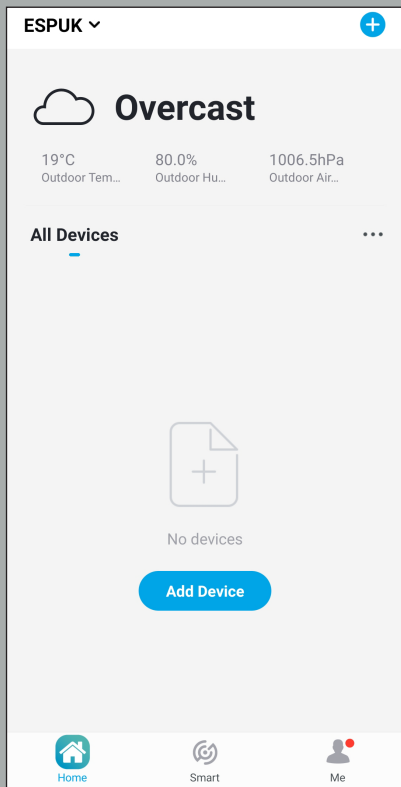 ESPUK
Overcast
19°C 80.0% 1006.5hPa
Outdoor Tem... Outdoor Hu... Outdoor Air...
All Devices
No devices
Add Device
Home Smart Me